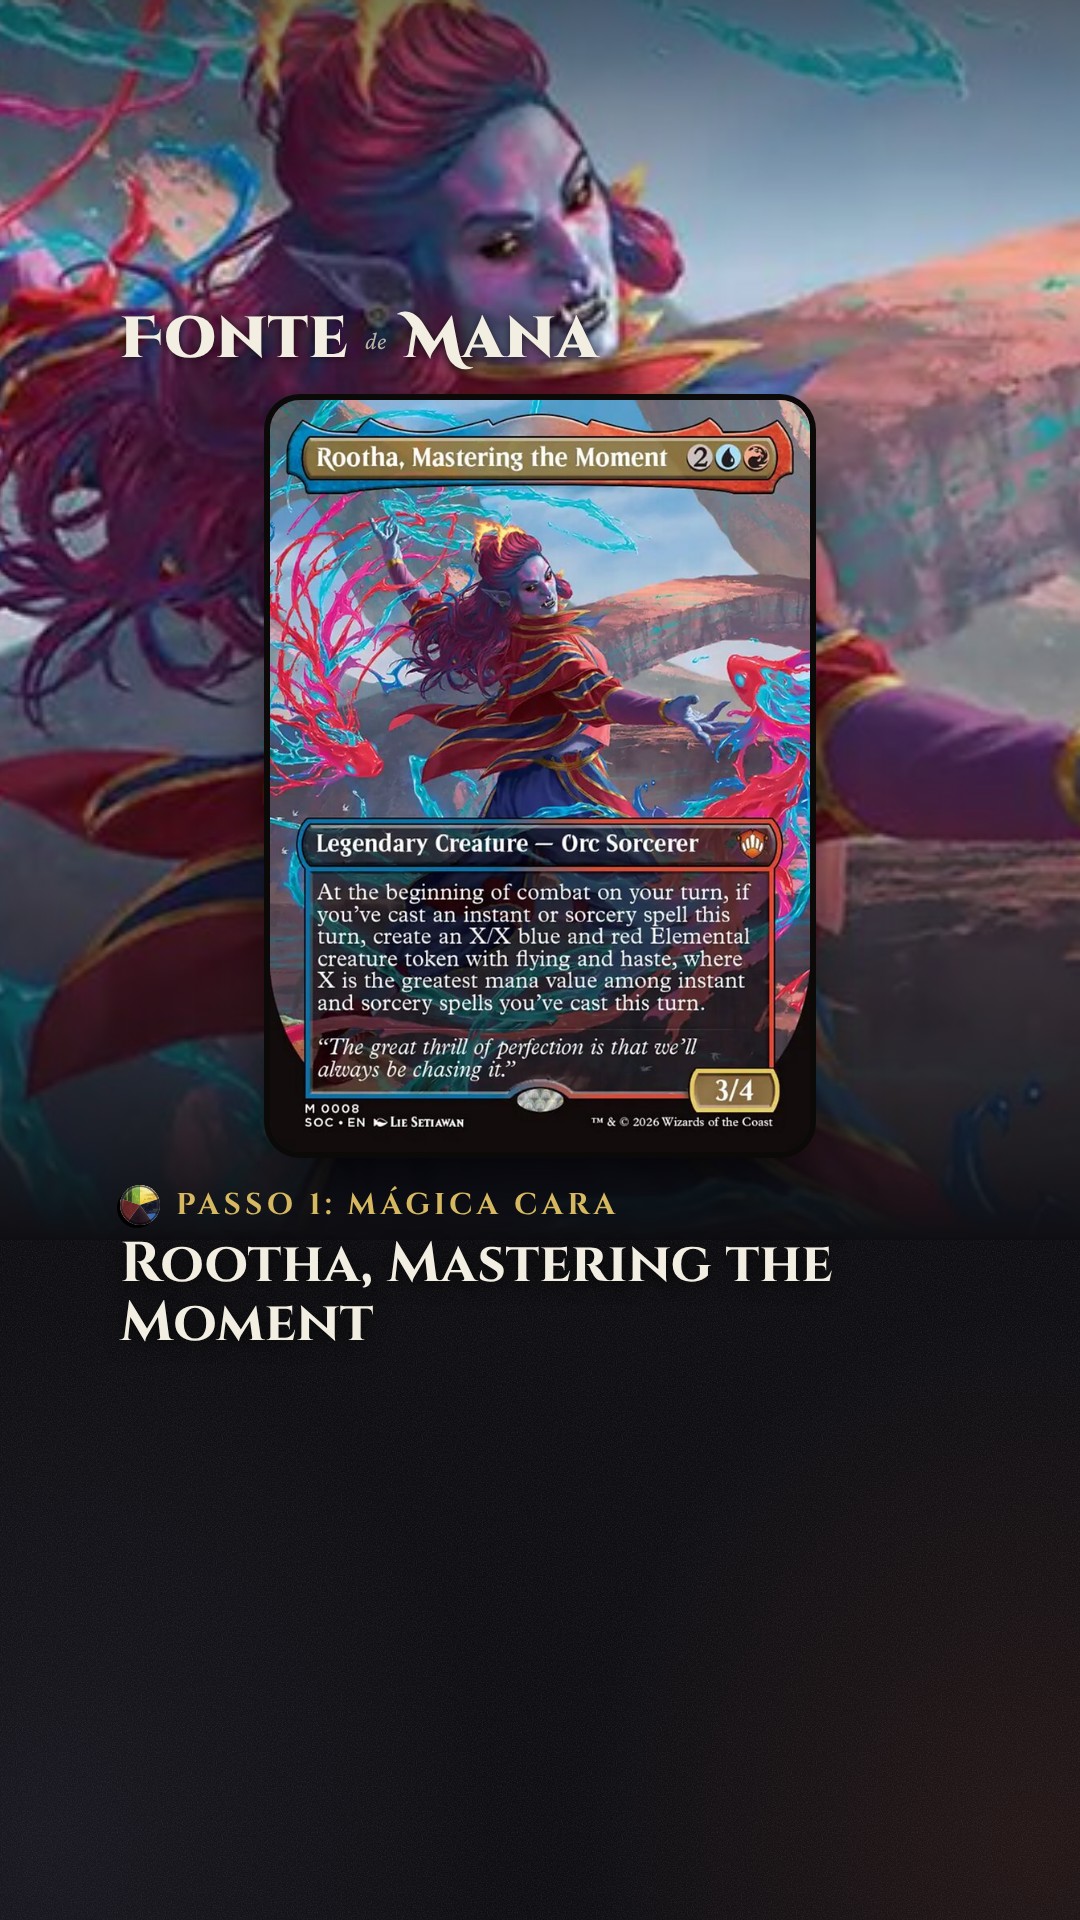 Fonte de Mana
Rootha, Mastering the Moment 2
Legendary Creature — Orc Sorcerer
At the beginning of combat on your turn, if
you've cast an instant or sorcery spell this
turn, create an X/X blue and red Elemental
creature token with flying and haste, where
X is the greatest mana value among instant
and sorcery spells you've cast this turn.
“The great thrill of perfection is that we'll
always be chasing it.”
3/4
M 0008
SOC • EN Lie Setiawan
™ & © 2026 Wizards of the Coast
PASSO 1: MÁGICA CARA
Rootha, Mastering the
Moment